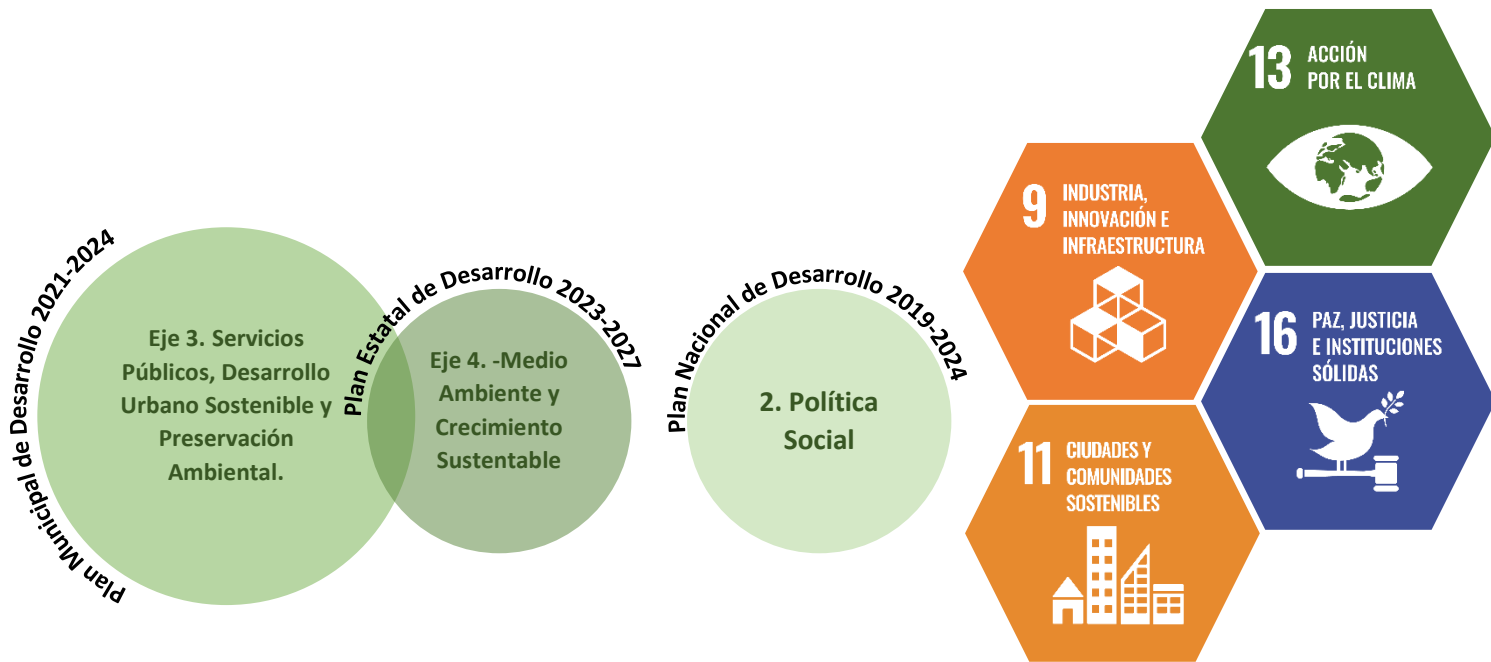 Plan Municipal de Desarrollo 2021-2024
Eje 3. Servicios
Públicos, Desarrollo
Urbano Sostenible y
Preservación
Ambiental.
Plan Estatal de Desarrollo 2023-2027
Eje 4. -Medio
Ambiente y
Crecimiento
Sustentable
Plan Nacional de Desarrollo 2019-2024
2. Política
Social
13 ACCIÓN
POR EL CLIMA
9 INDUSTRIA,
INNOVACIÓN E
INFRAESTRUCTURA
16 PAZ, JUSTICIA
E INSTITUCIONES
SÓLIDAS
11 CIUDADES Y
COMUNIDADES
SOSTENIBLES